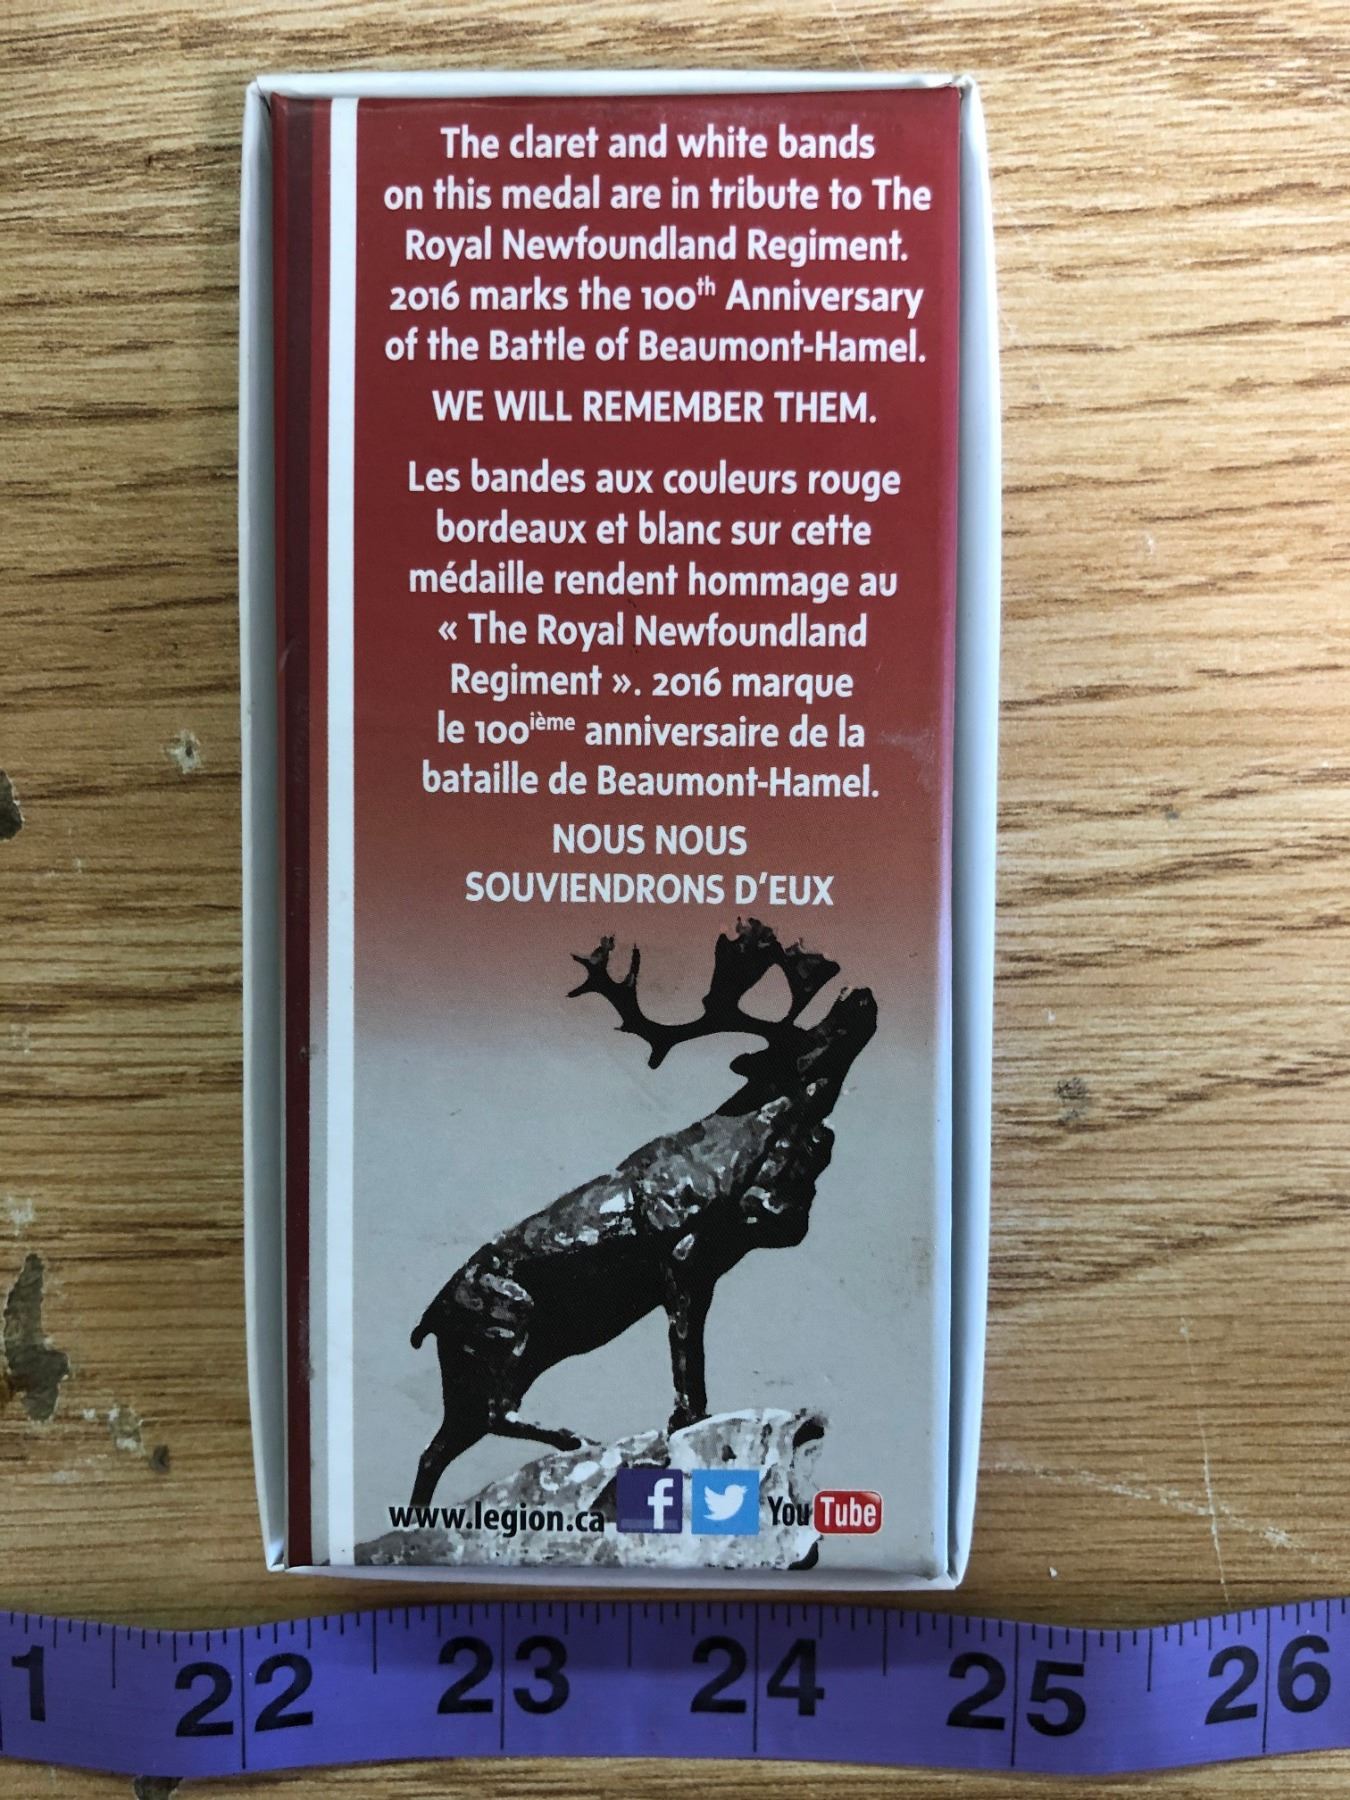 The claret and white bands
on this medal are in tribute to The
Royal Newfoundland Regiment.
2016 marks the 100th Anniversary
of the Battle of Beaumont-Hamel.
WE WILL REMEMBER THEM.
Les bandes aux couleurs rouge
bordeaux et blanc sur cette
médaille rendent hommage au
« The Royal Newfoundland
Regiment ». 2016 marque
le 100ième anniversaire de la
bataille de Beaumont-Hamel.
NOUS NOUS
SOUVIENDRONS D'EUX
www.legion.ca f You Tube
1 22 23 24 25 26